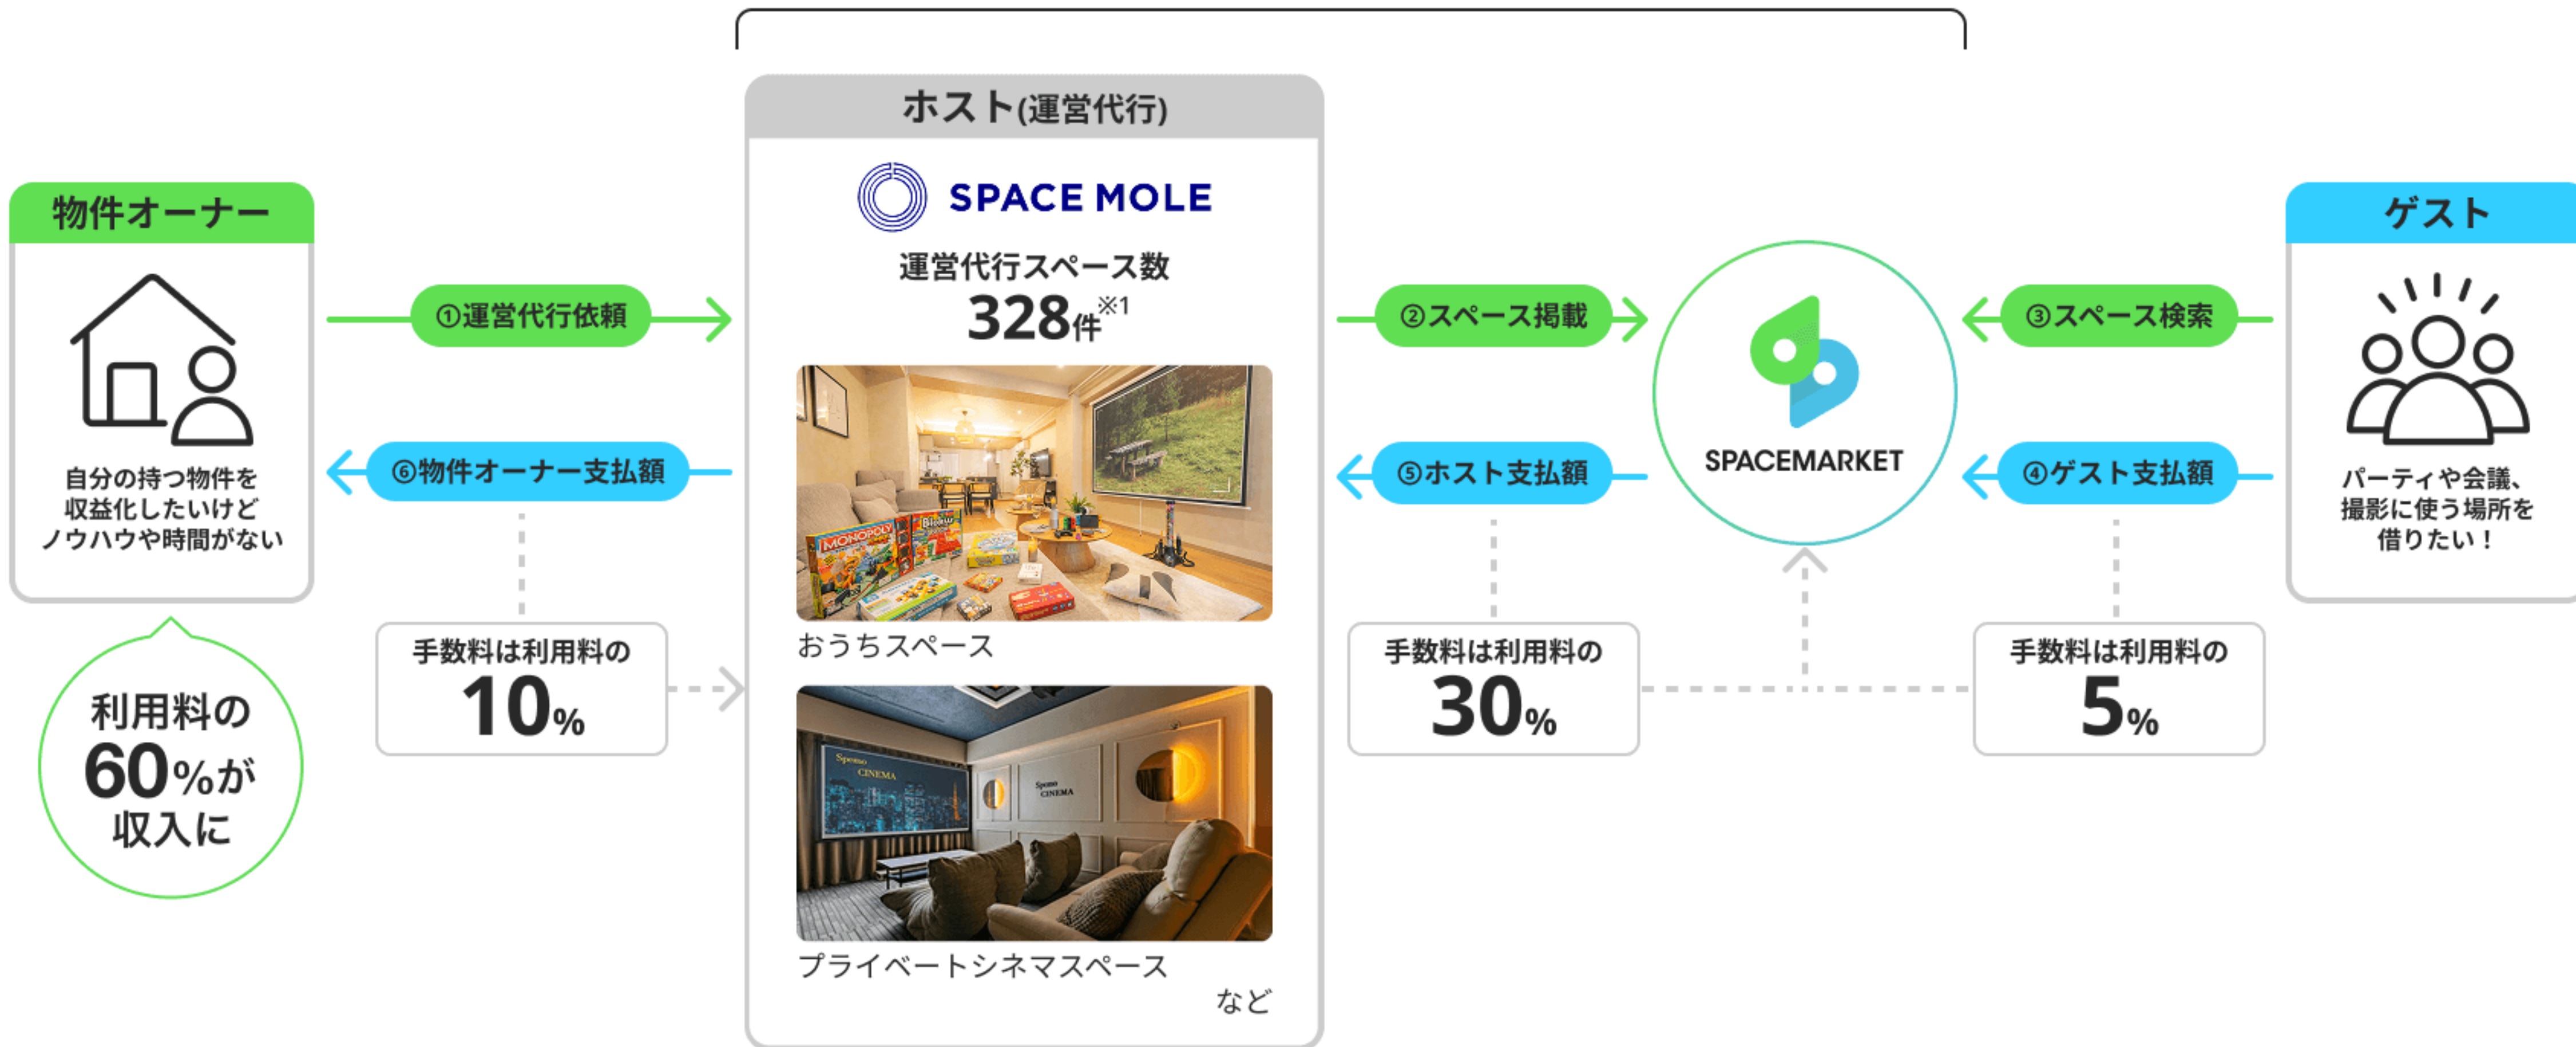 物件オーナー
自分の持つ物件を
収益化したいけど
ノウハウや時間がない
利用料の
60%が
収入に
①運営代行依頼
⑥物件オーナー支払額
手数料は利用料の
10%
ホスト(運営代行)
SPACE MOLE
運営代行スペース数
328件※1
MONOPOLY
おうちスペース
Spemo
CINEMA
Spemo
CINEMA
プライベートシネマスペース
など
②スペース掲載
⑤ホスト支払額
手数料は利用料の
30%
SPACEMARKET
③スペース検索
④ゲスト支払額
手数料は利用料の
5%
ゲスト
パーティや会議、
撮影に使う場所を
借りたい！